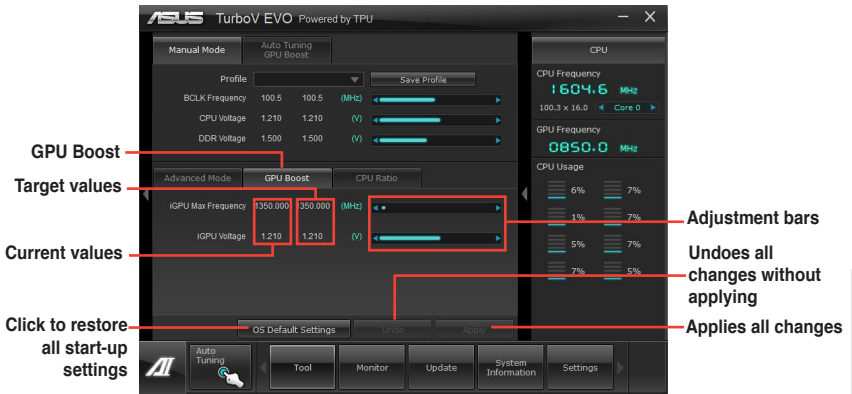 ASUS TurboV EVO Powered by TPU
Manual Mode
Auto Tuning
GPU Boost
CPU
Profile
Save Profile
BCLK Frequency 100.5 100.5 (MHz)
CPU Voltage 1.210 1.210 (V)
DDR Voltage 1.500 1.500 (V)
CPU Frequency
1604.6 MHz
100.3 x 16.0 Core 0
GPU Frequency
0850.0 MHz
CPU Usage
6% 7%
1% 7%
5% 7%
7% 5%
GPU Boost
Target values
Current values
Click to restore
all start-up
settings
Advanced Mode
GPU Boost
CPU Ratio
iGPU Max Frequency 1350.000 1350.000 (MHz)
iGPU Voltage 1.210 1.210 (V)
Adjustment bars
Undoes all
changes without
applying
Applies all changes
OS Default Settings
Undo
Apply
AI
Auto
Tuning
Tool
Monitor
Update
System
Information
Settings